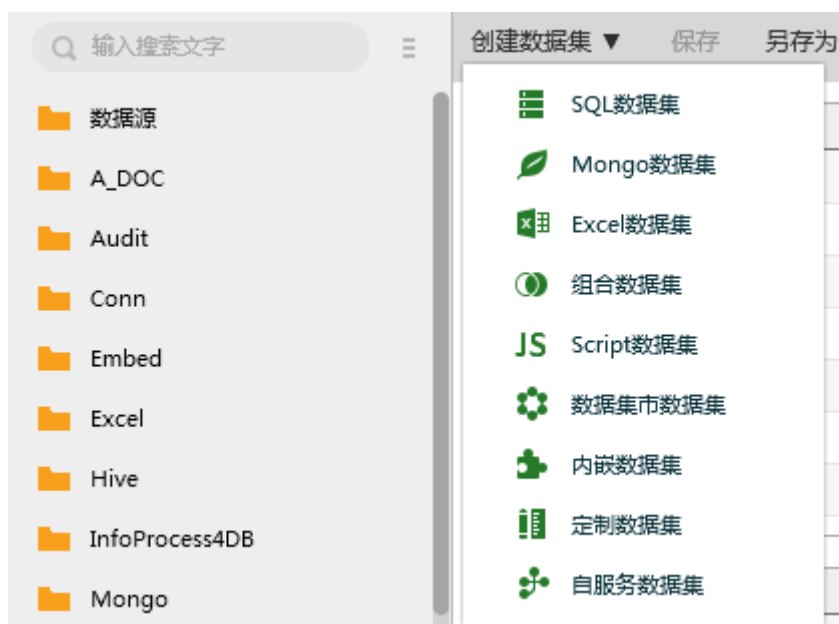 输入搜索文字
数据源
A_DOC
Audit
Conn
Embed
Excel
Hive
InfoProcess4DB
Mongo
创建数据集 ▼ 保存 另存为
SQL数据集
Mongo数据集
Excel数据集
组合数据集
JS Script数据集
数据集市数据集
内嵌数据集
定制数据集
自服务数据集